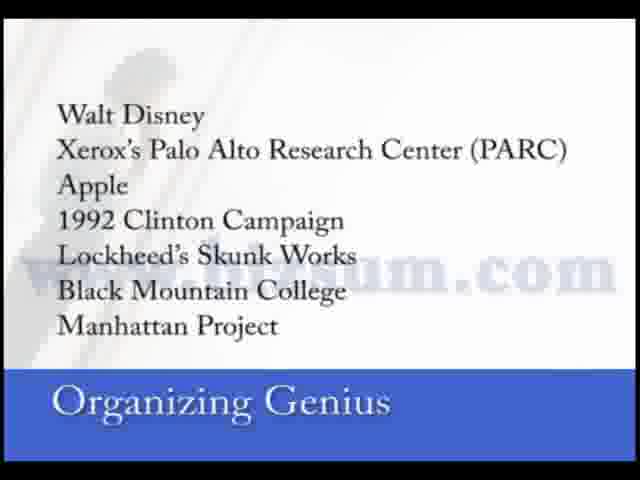 Walt Disney
Xerox's Palo Alto Research Center (PARC)
Apple
1992 Clinton Campaign
Lockheed's Skunk Works
Black Mountain College
Manhattan Project
Organizing Genius